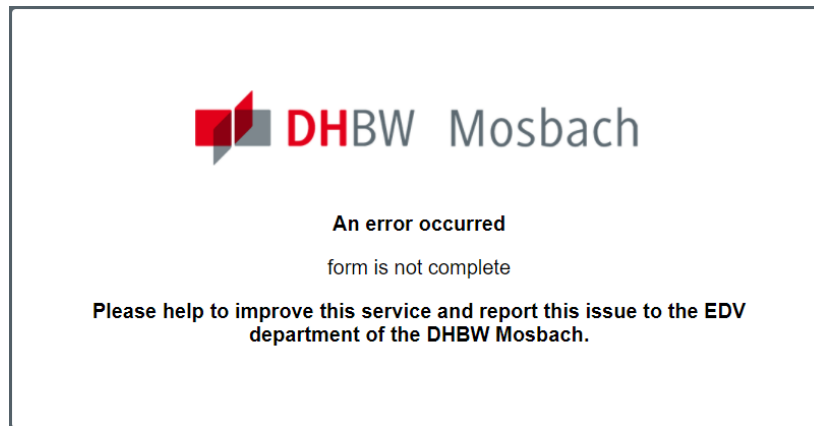 DHBW Mosbach
An error occurred
form is not complete
Please help to improve this service and report this issue to the EDV
department of the DHBW Mosbach.